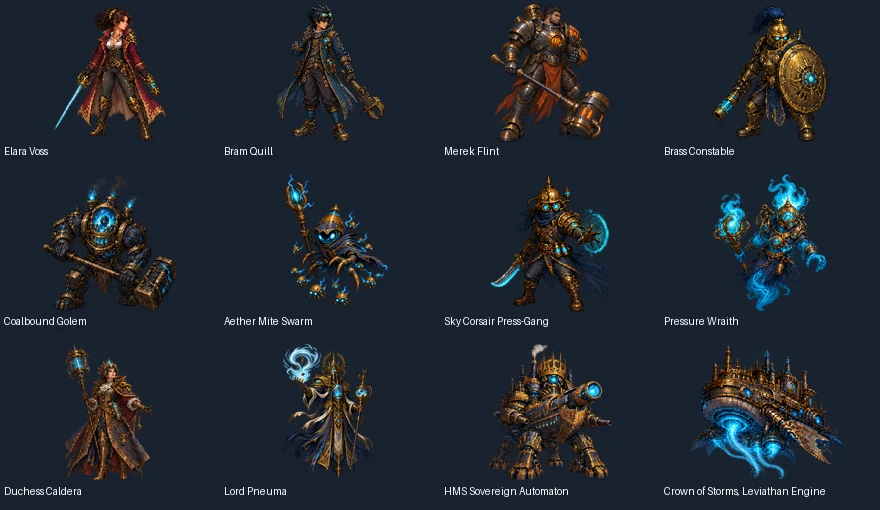 Elara Voss
Bram Quill
Merek Flint
Brass Constable
Coalbound Golem
Aether Mite Swarm
Sky Corsair Press-Gang
Pressure Wraith
Duchess Caldera
Lord Pneuma
HMS Sovereign Automaton
Crown of Storms, Leviathan Engine